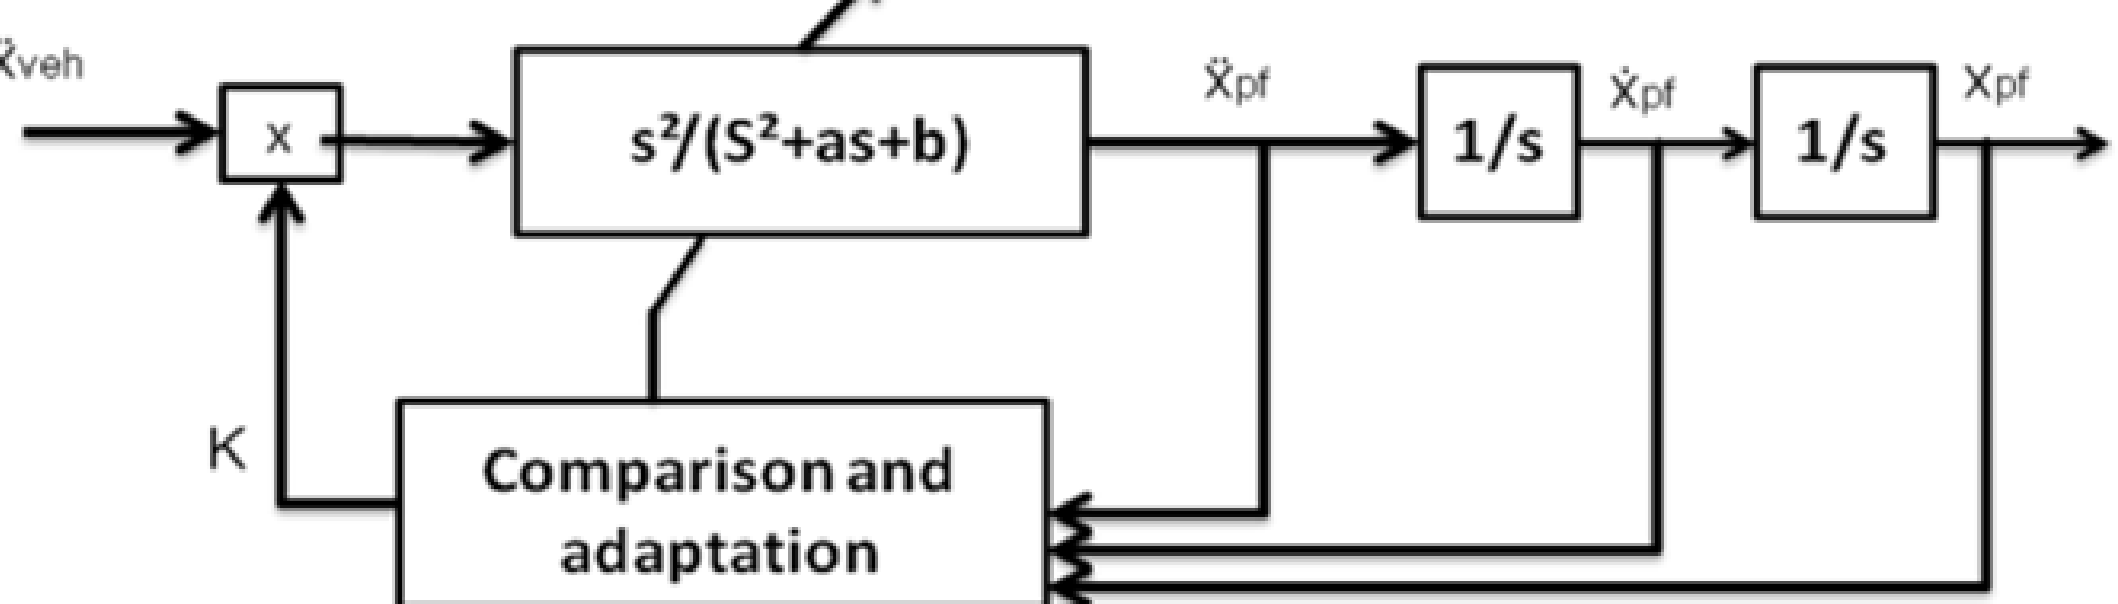 ẍveh
x
s²/(S²+as+b)
ẍpf
1/s
ẋpf
1/s
xpf
K
Comparison and
adaptation